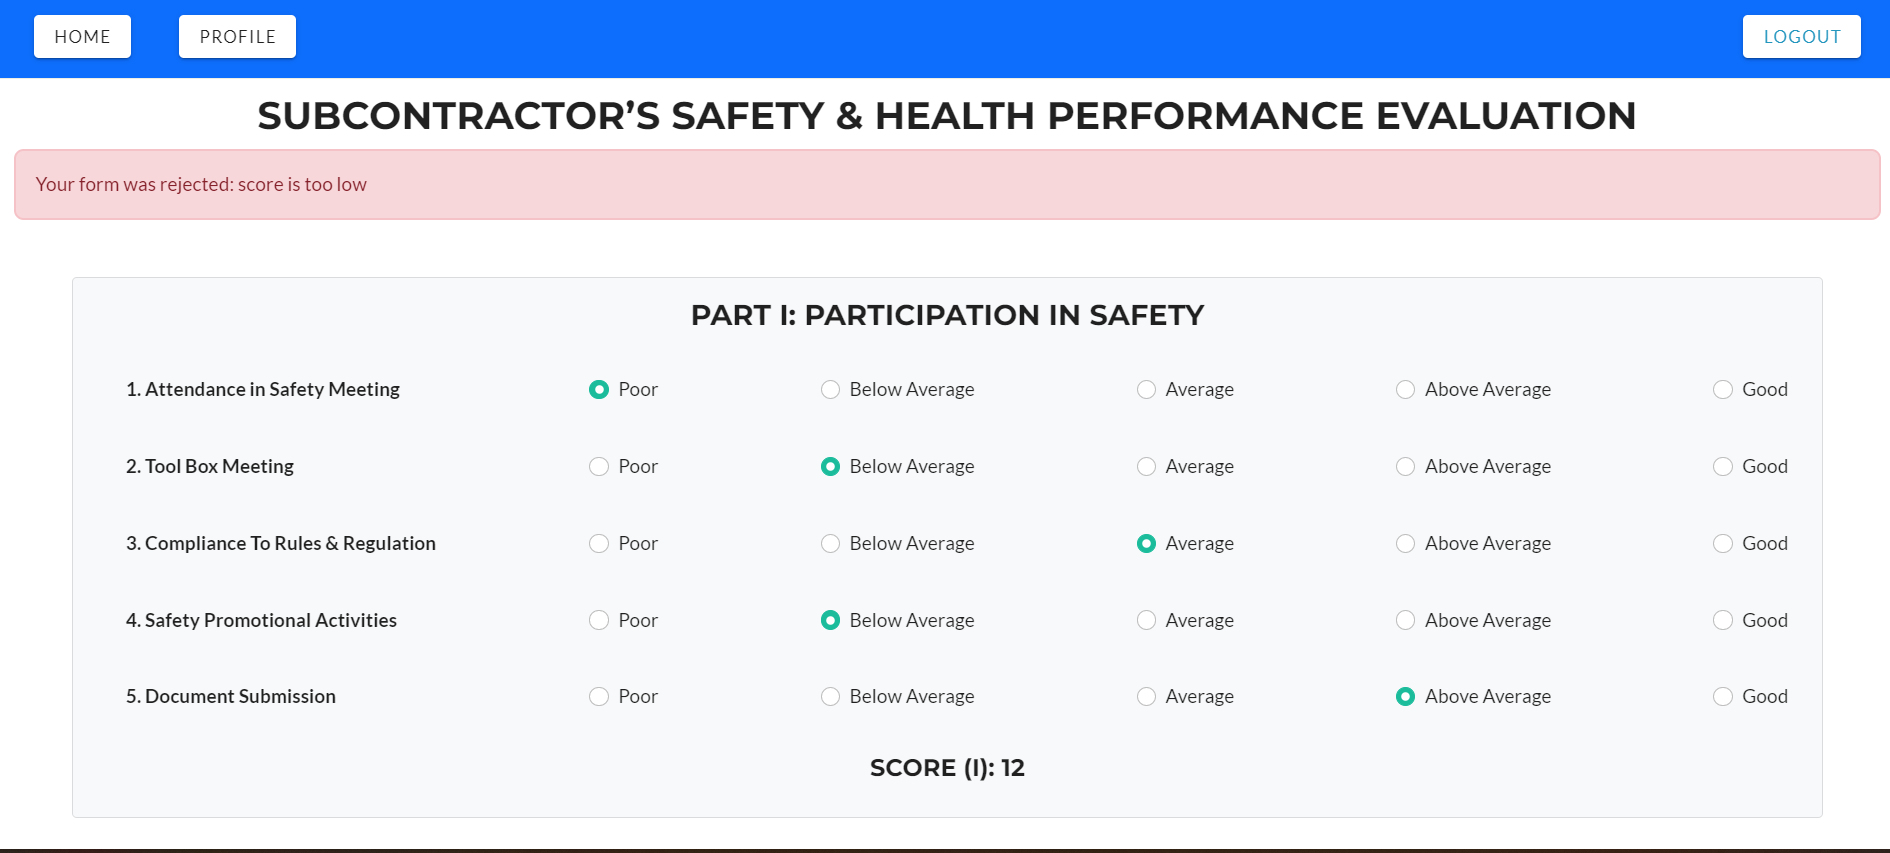 HOME PROFILE LOGOUT
SUBCONTRACTOR’S SAFETY & HEALTH PERFORMANCE EVALUATION
Your form was rejected: score is too low
PART I: PARTICIPATION IN SAFETY
1. Attendance in Safety Meeting Poor Below Average Average Above Average Good
2. Tool Box Meeting Poor Below Average Average Above Average Good
3. Compliance To Rules & Regulation Poor Below Average Average Above Average Good
4. Safety Promotional Activities Poor Below Average Average Above Average Good
5. Document Submission Poor Below Average Average Above Average Good
SCORE (I): 12